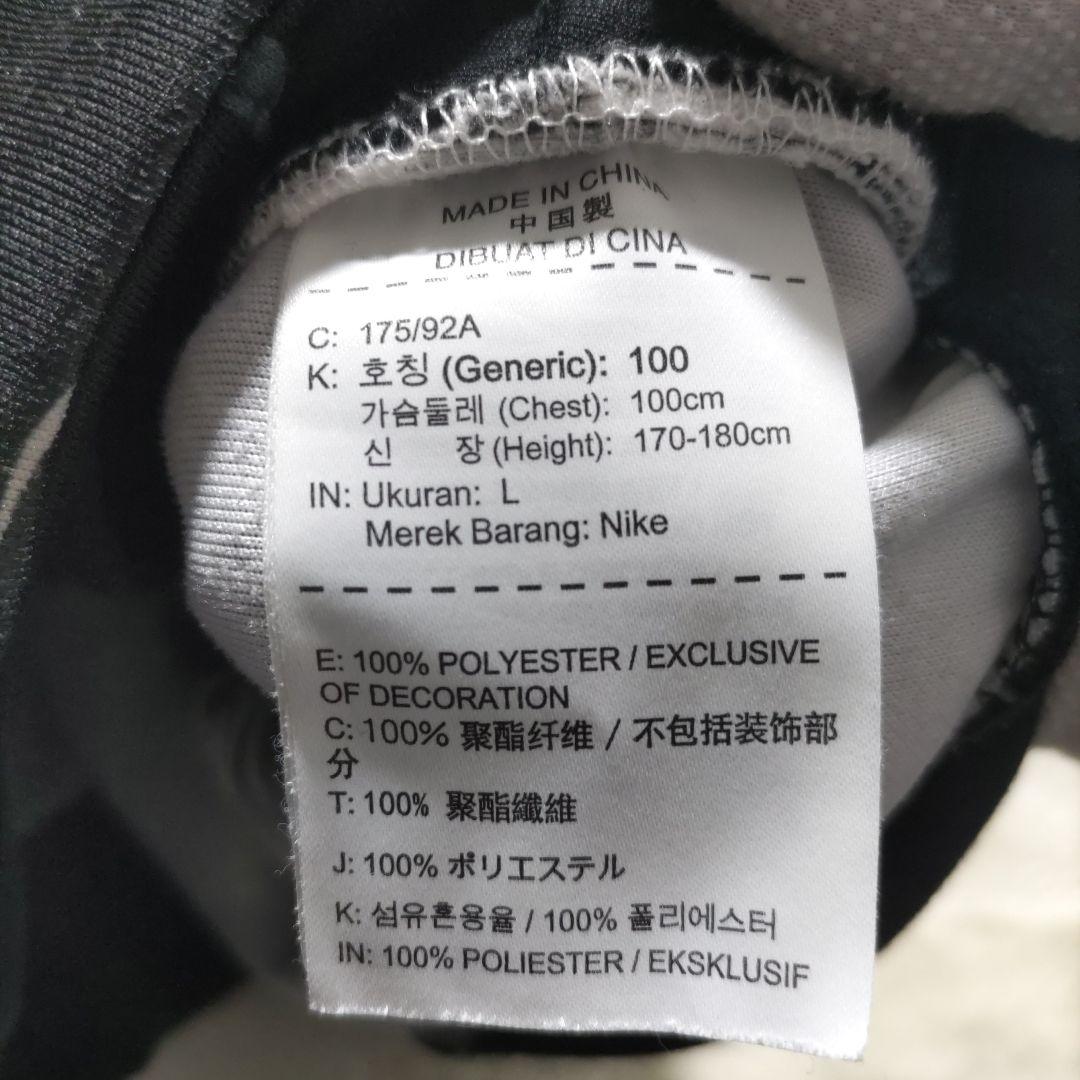 MADE IN CHINA
中国製
DIBUAT DI CINA
C: 175/92A
K: 호칭 (Generic): 100
가슴둘레 (Chest): 100cm
신 장 (Height): 170-180cm
IN: Ukuran: L
Merek Barang: Nike
E: 100% POLYESTER / EXCLUSIVE
OF DECORATION
C: 100% 聚酯纤维 / 不包括装饰部
分
T: 100% 聚酯纖維
J: 100% ポリエステル
K: 섬유혼용율 / 100% 폴리에스터
IN: 100% POLIESTER / EKSKLUSIF